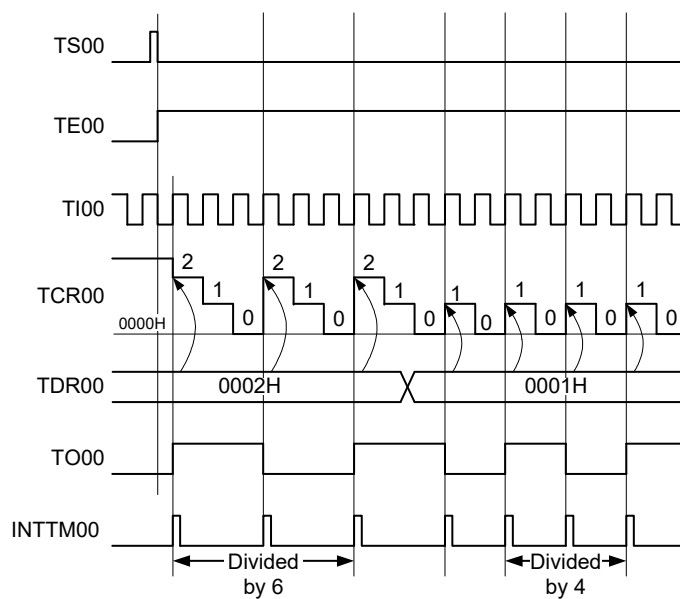 TS00
TE00
TI00
TCR00
2
1
0
2
1
0
2
1
0
1
0
1
0
1
0
1
0
0000H
TDR00
0002H
0001H
TO00
INTTM00
Divided
by 6
Divided
by 4